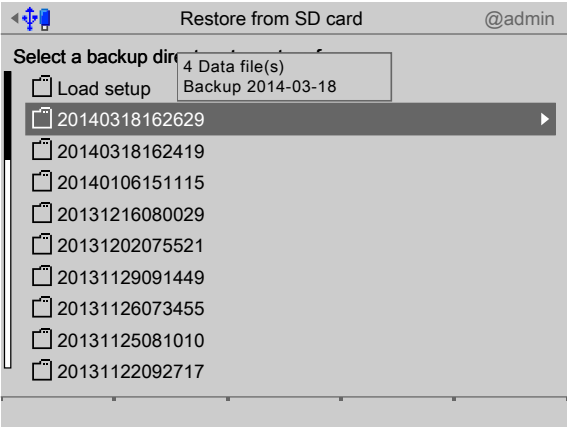 Restore from SD card
@admin
Select a backup dire
4 Data file(s)
Backup 2014-03-18
Load setup
20140318162629
20140318162419
20140106151115
20131216080029
20131202075521
20131129091449
20131126073455
20131125081010
20131122092717